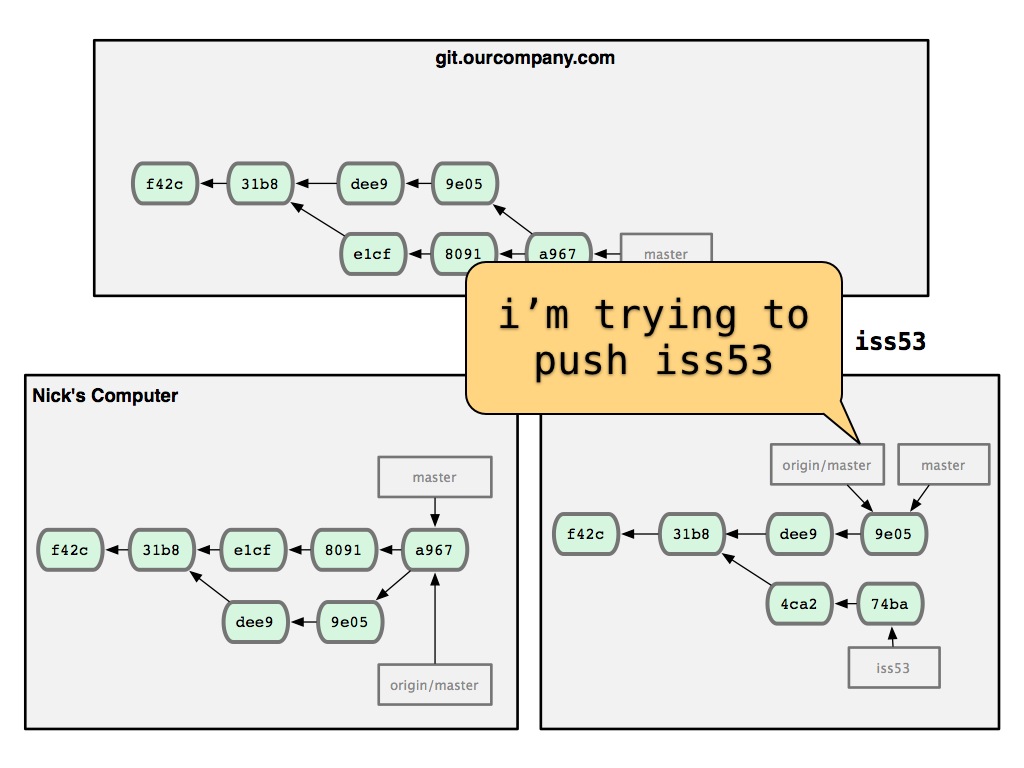 git.ourcompany.com
f42c 31b8 dee9 9e05
e1cf 8091 a967 master
i’m trying to
push iss53
iss53
Nick's Computer
master
f42c 31b8 e1cf 8091 a967
dee9 9e05
origin/master
origin/master master
f42c 31b8 dee9 9e05
4ca2 74ba
iss53